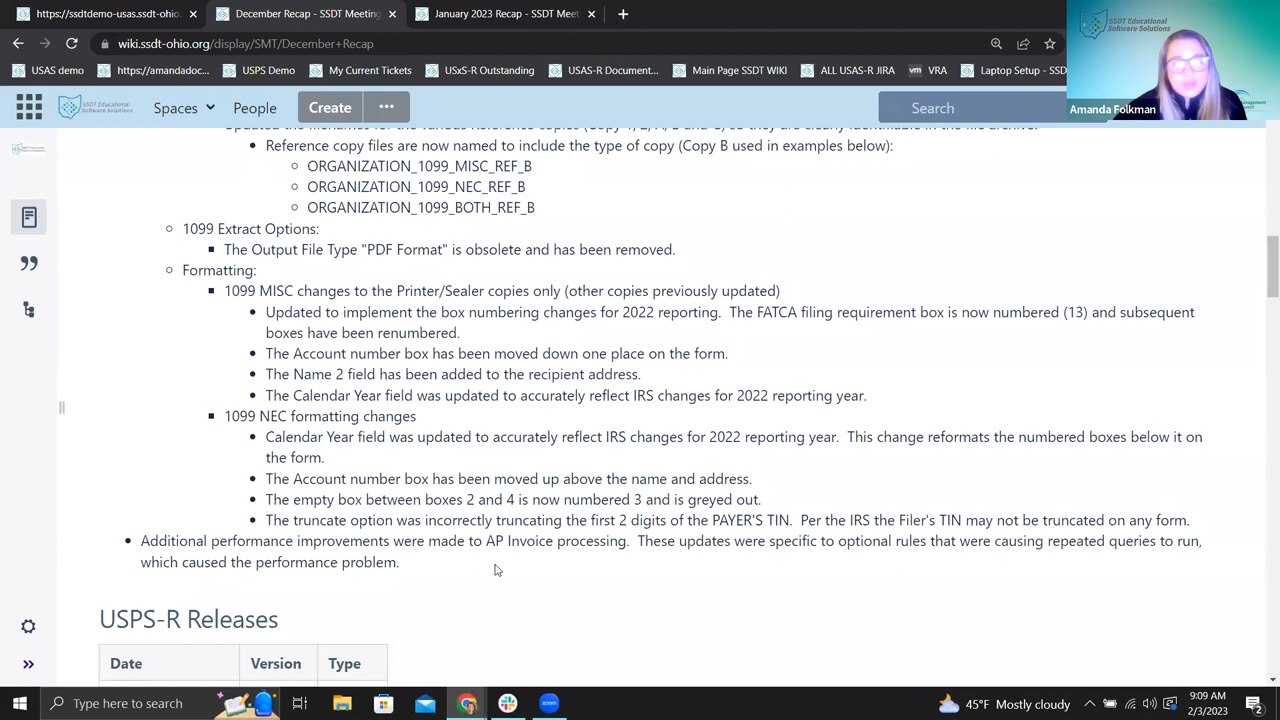 https://ssdtdemo1.usas-demo
December Recap - SSDT Meeting
January 2023 Recap - SSDT Meet
wiki.ssdt-ohio.org/display/SMT/December+Recap
USAS demo
https://amandadoc...
USPS Demo
My Current Tickets
USxS-R Outstanding
USAS-R Document...
Main Page SSDT WIKI
ALL USAS-R JIRA
VRA
Laptop Setup - SSD
SSDT Educational
Software Solutions
Amanda Folkman
Spaces
People
Create
Search
Reference copy files are now named to include the type of copy (Copy B used in examples below):
ORGANIZATION_1099_MISC_REF_B
ORGANIZATION_1099_NEC_REF_B
ORGANIZATION_1099_BOTH_REF_B
1099 Extract Options:
The Output File Type "PDF Format" is obsolete and has been removed.
Formatting:
1099 MISC changes to the Printer/Sealer copies only (other copies previously updated)
Updated to implement the box numbering changes for 2022 reporting. The FATCA filing requirement box is now numbered (13) and subsequent
boxes have been renumbered.
The Account number box has been moved down one place on the form.
The Name 2 field has been added to the recipient address.
The Calendar Year field was updated to accurately reflect IRS changes for 2022 reporting year.
1099 NEC formatting changes
Calendar Year field was updated to accurately reflect IRS changes for 2022 reporting year. This change reformats the numbered boxes below it on
the form.
The Account number box has been moved up above the name and address.
The empty box between boxes 2 and 4 is now numbered 3 and is greyed out.
The truncate option was incorrectly truncating the first 2 digits of the PAYER'S TIN. Per the IRS the Filer's TIN may not be truncated on any form.
Additional performance improvements were made to AP Invoice processing. These updates were specific to optional rules that were causing repeated queries to run,
which caused the performance problem.
USPS-R Releases
Date
Version
Type
Type here to search
45°F Mostly cloudy
9:09 AM
2/3/2023
2